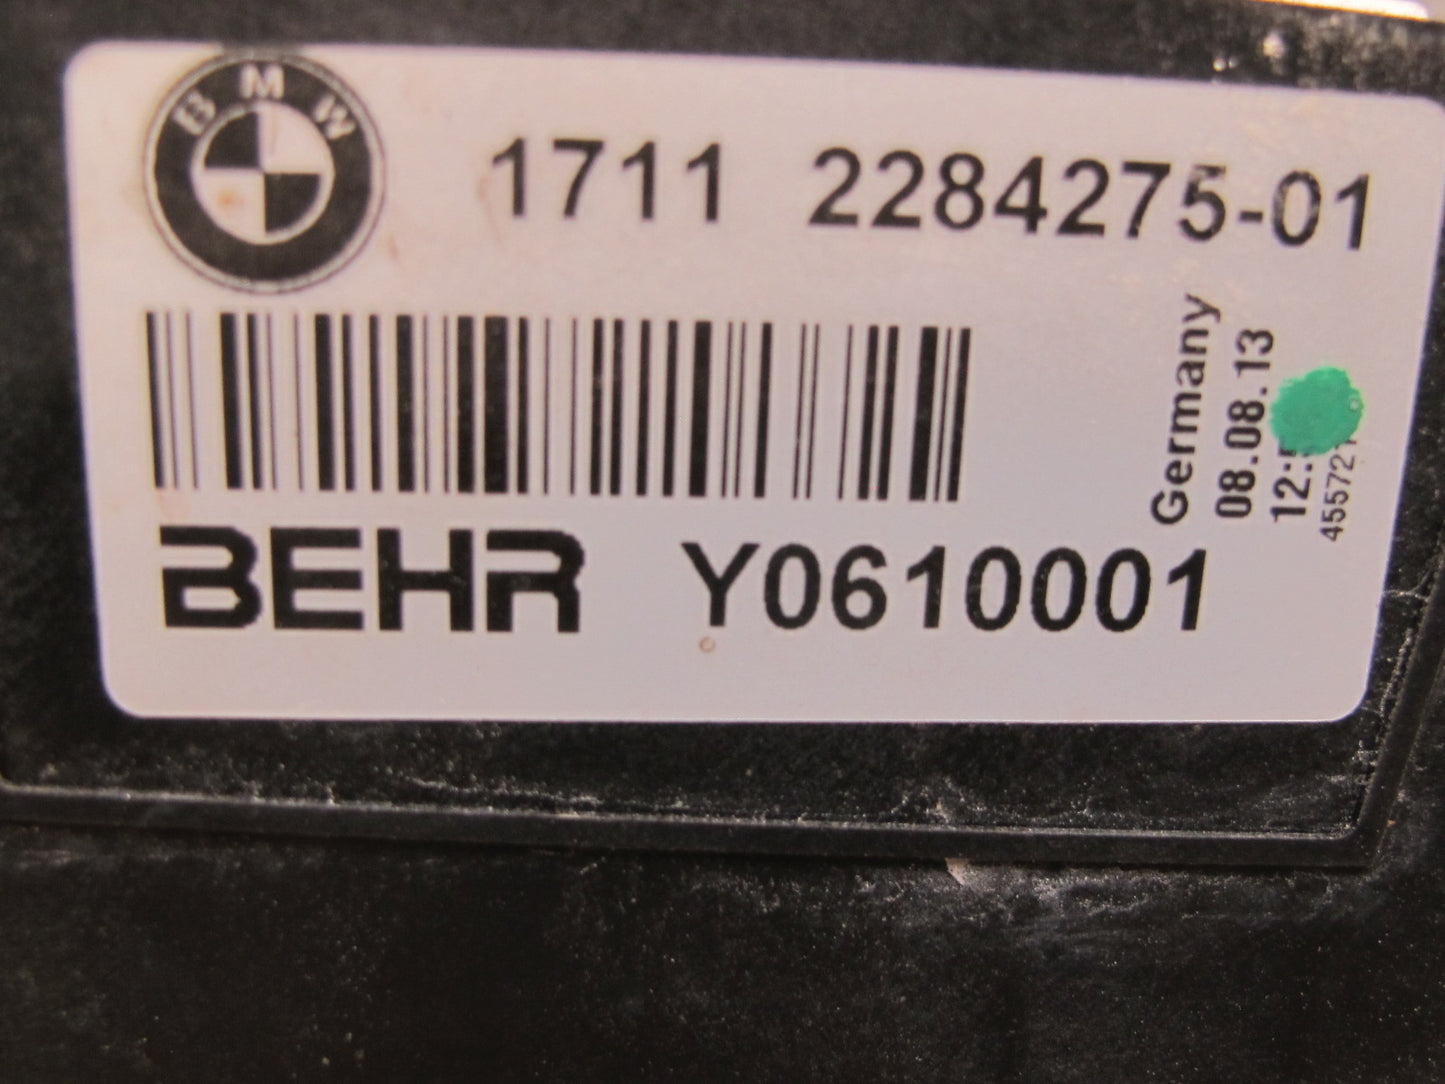 BMW
1711 2284275-01
Germany
08.08.13
BEHR Y0610001